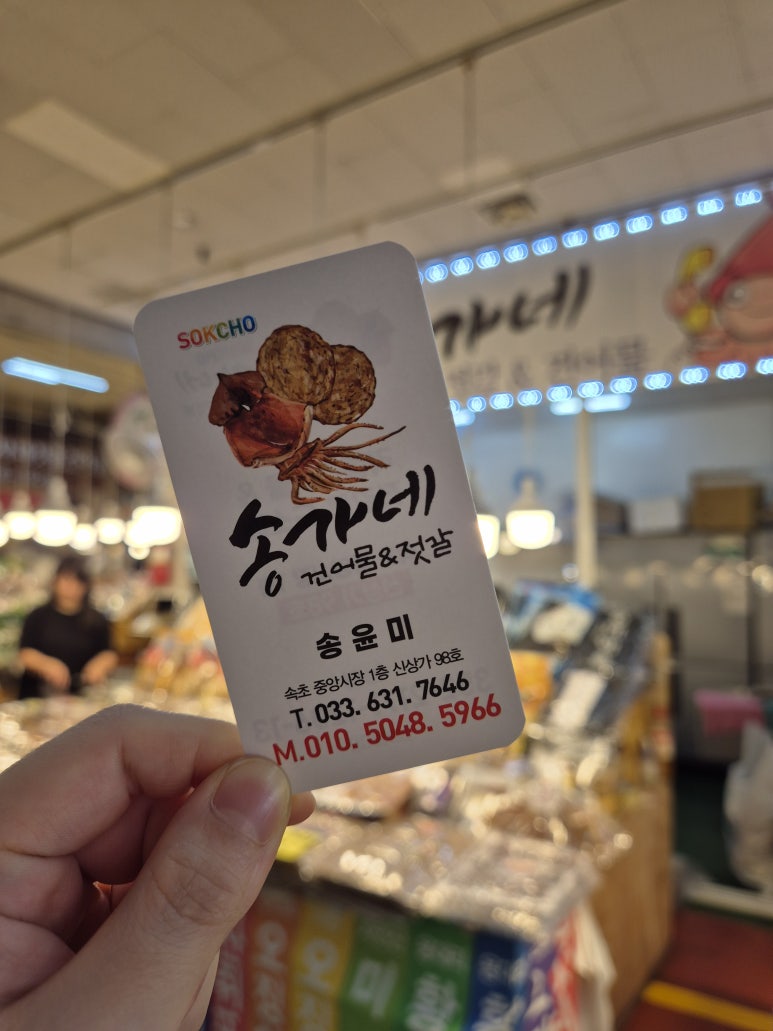 SOKCHO
송가네
건어물&젓갈
송윤미
속초 중앙시장 1층 신상가 98호
T. 033. 631. 7646
M.010. 5048. 5966
가네